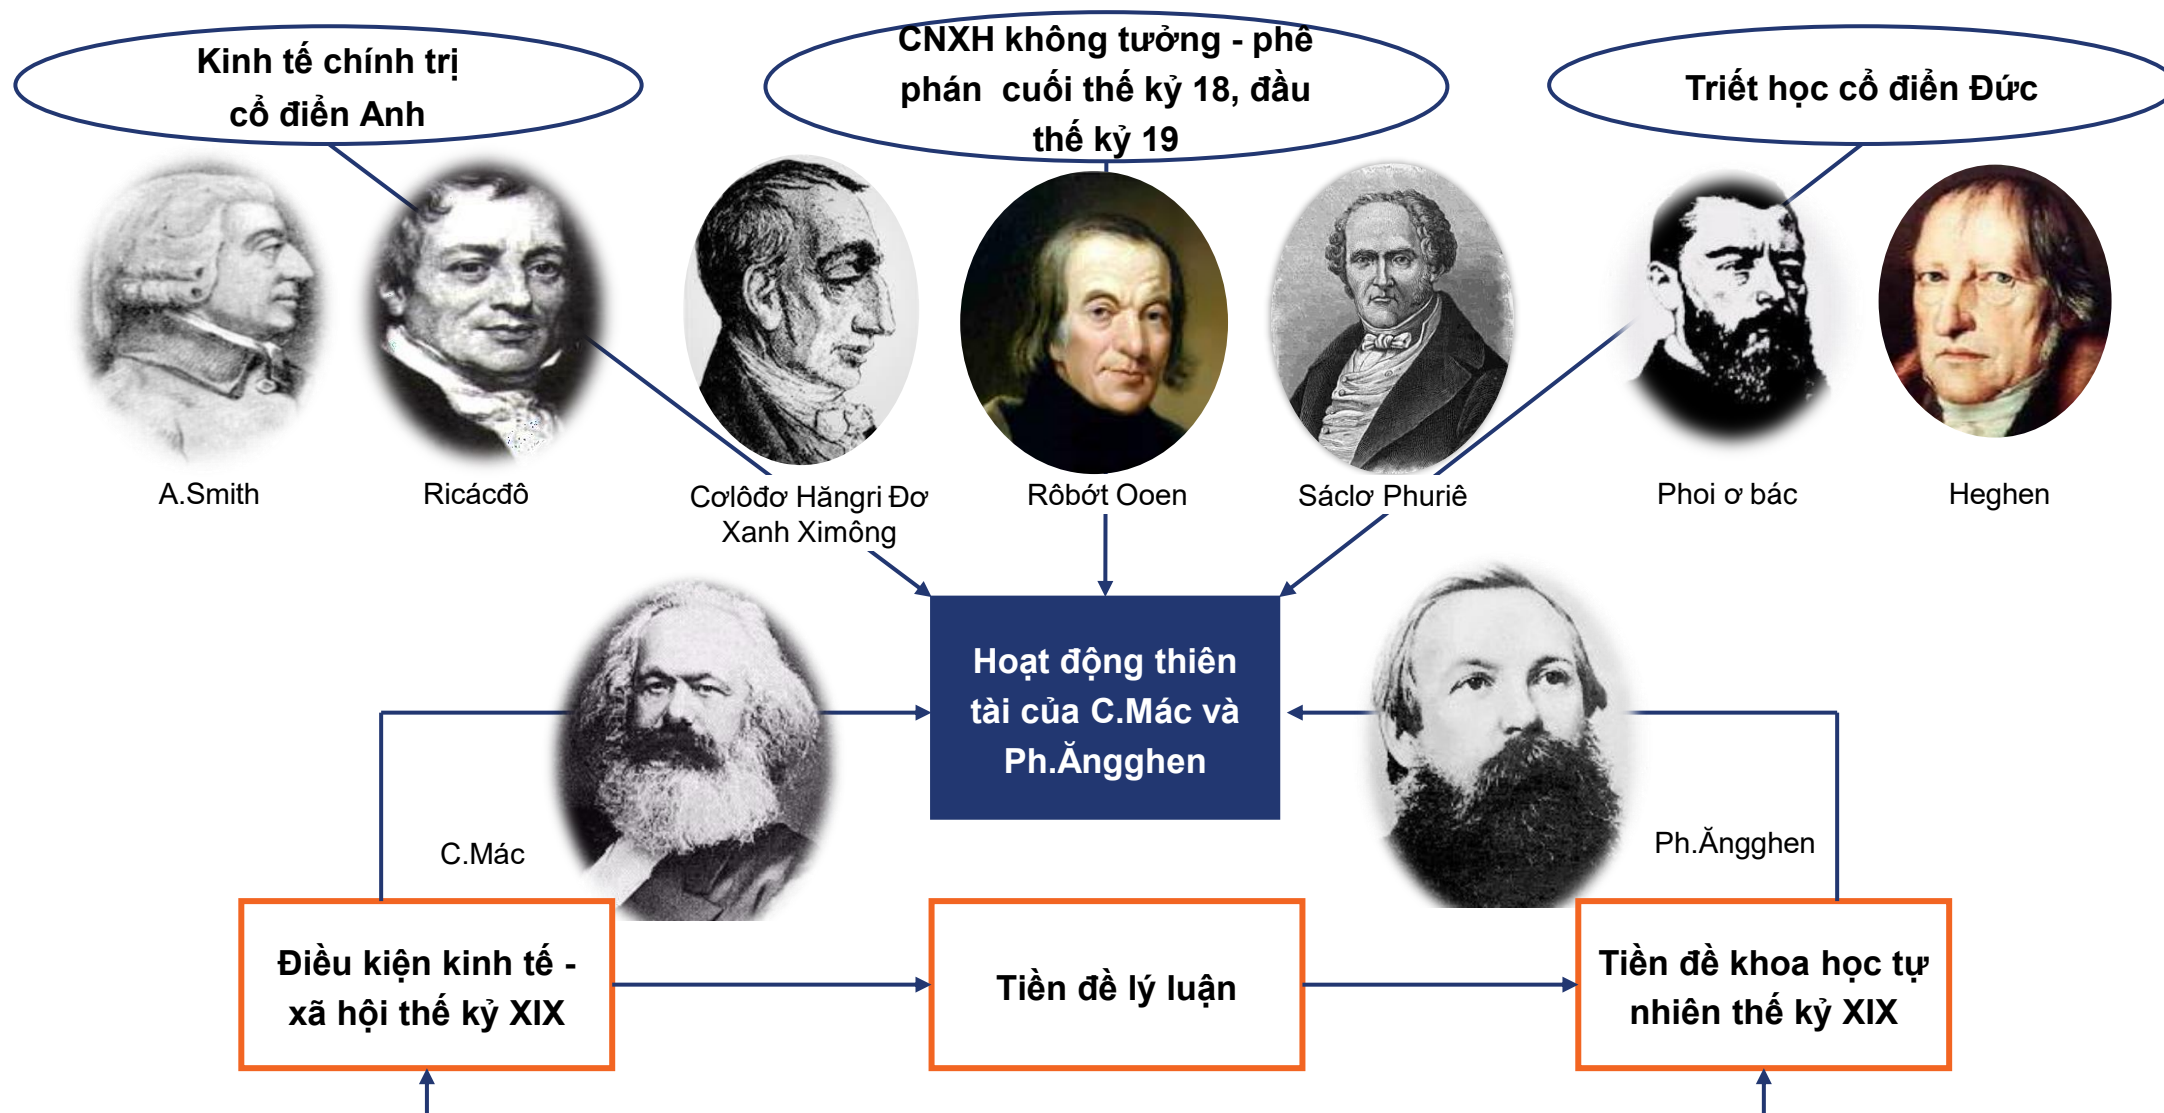 Kinh tế chính trị
cổ điển Anh
CNXH không tưởng - phê
phán cuối thế kỷ 18, đầu
thế kỷ 19
Triết học cổ điển Đức
A.Smith
Ricácđô
Cơlôđơ Hăngri Đơ
Xanh Ximông
Rôbớt Ooen
Sáclơ Phuriê
Phoi ơ bác
Heghen
Hoạt động thiên
tài của C.Mác và
Ph.Ăngghen
C.Mác
Ph.Ăngghen
Điều kiện kinh tế -
xã hội thế kỷ XIX
Tiền đề lý luận
Tiền đề khoa học tự
nhiên thế kỷ XIX